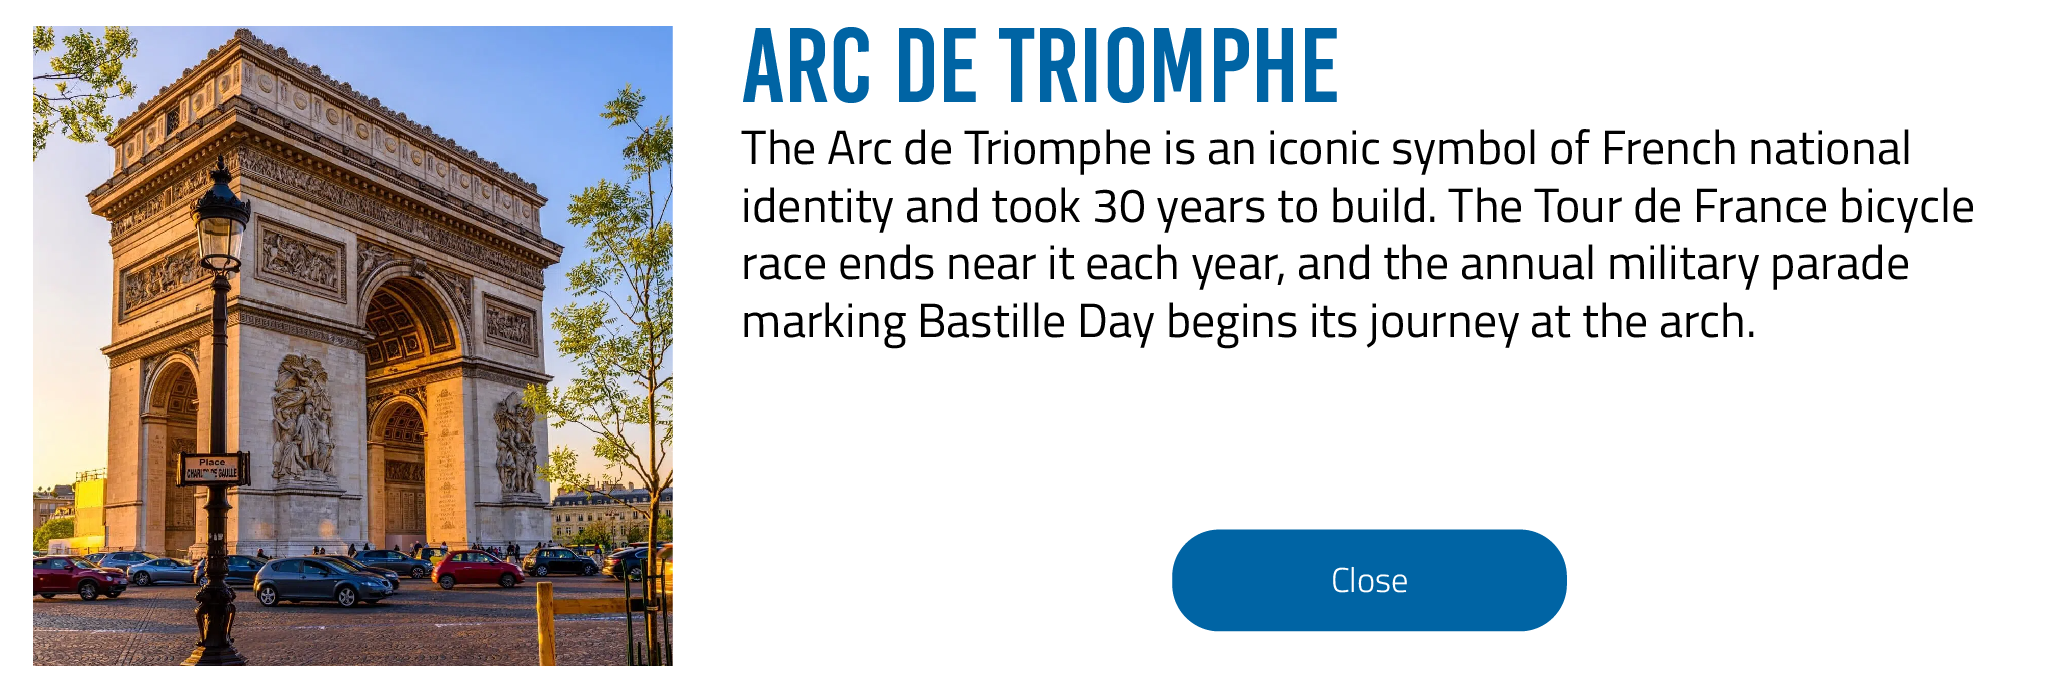 ARC DE TRIOMPHE
The Arc de Triomphe is an iconic symbol of French national
identity and took 30 years to build. The Tour de France bicycle
race ends near it each year, and the annual military parade
marking Bastille Day begins its journey at the arch.
Place
CHARLES DE GAULLE
Close